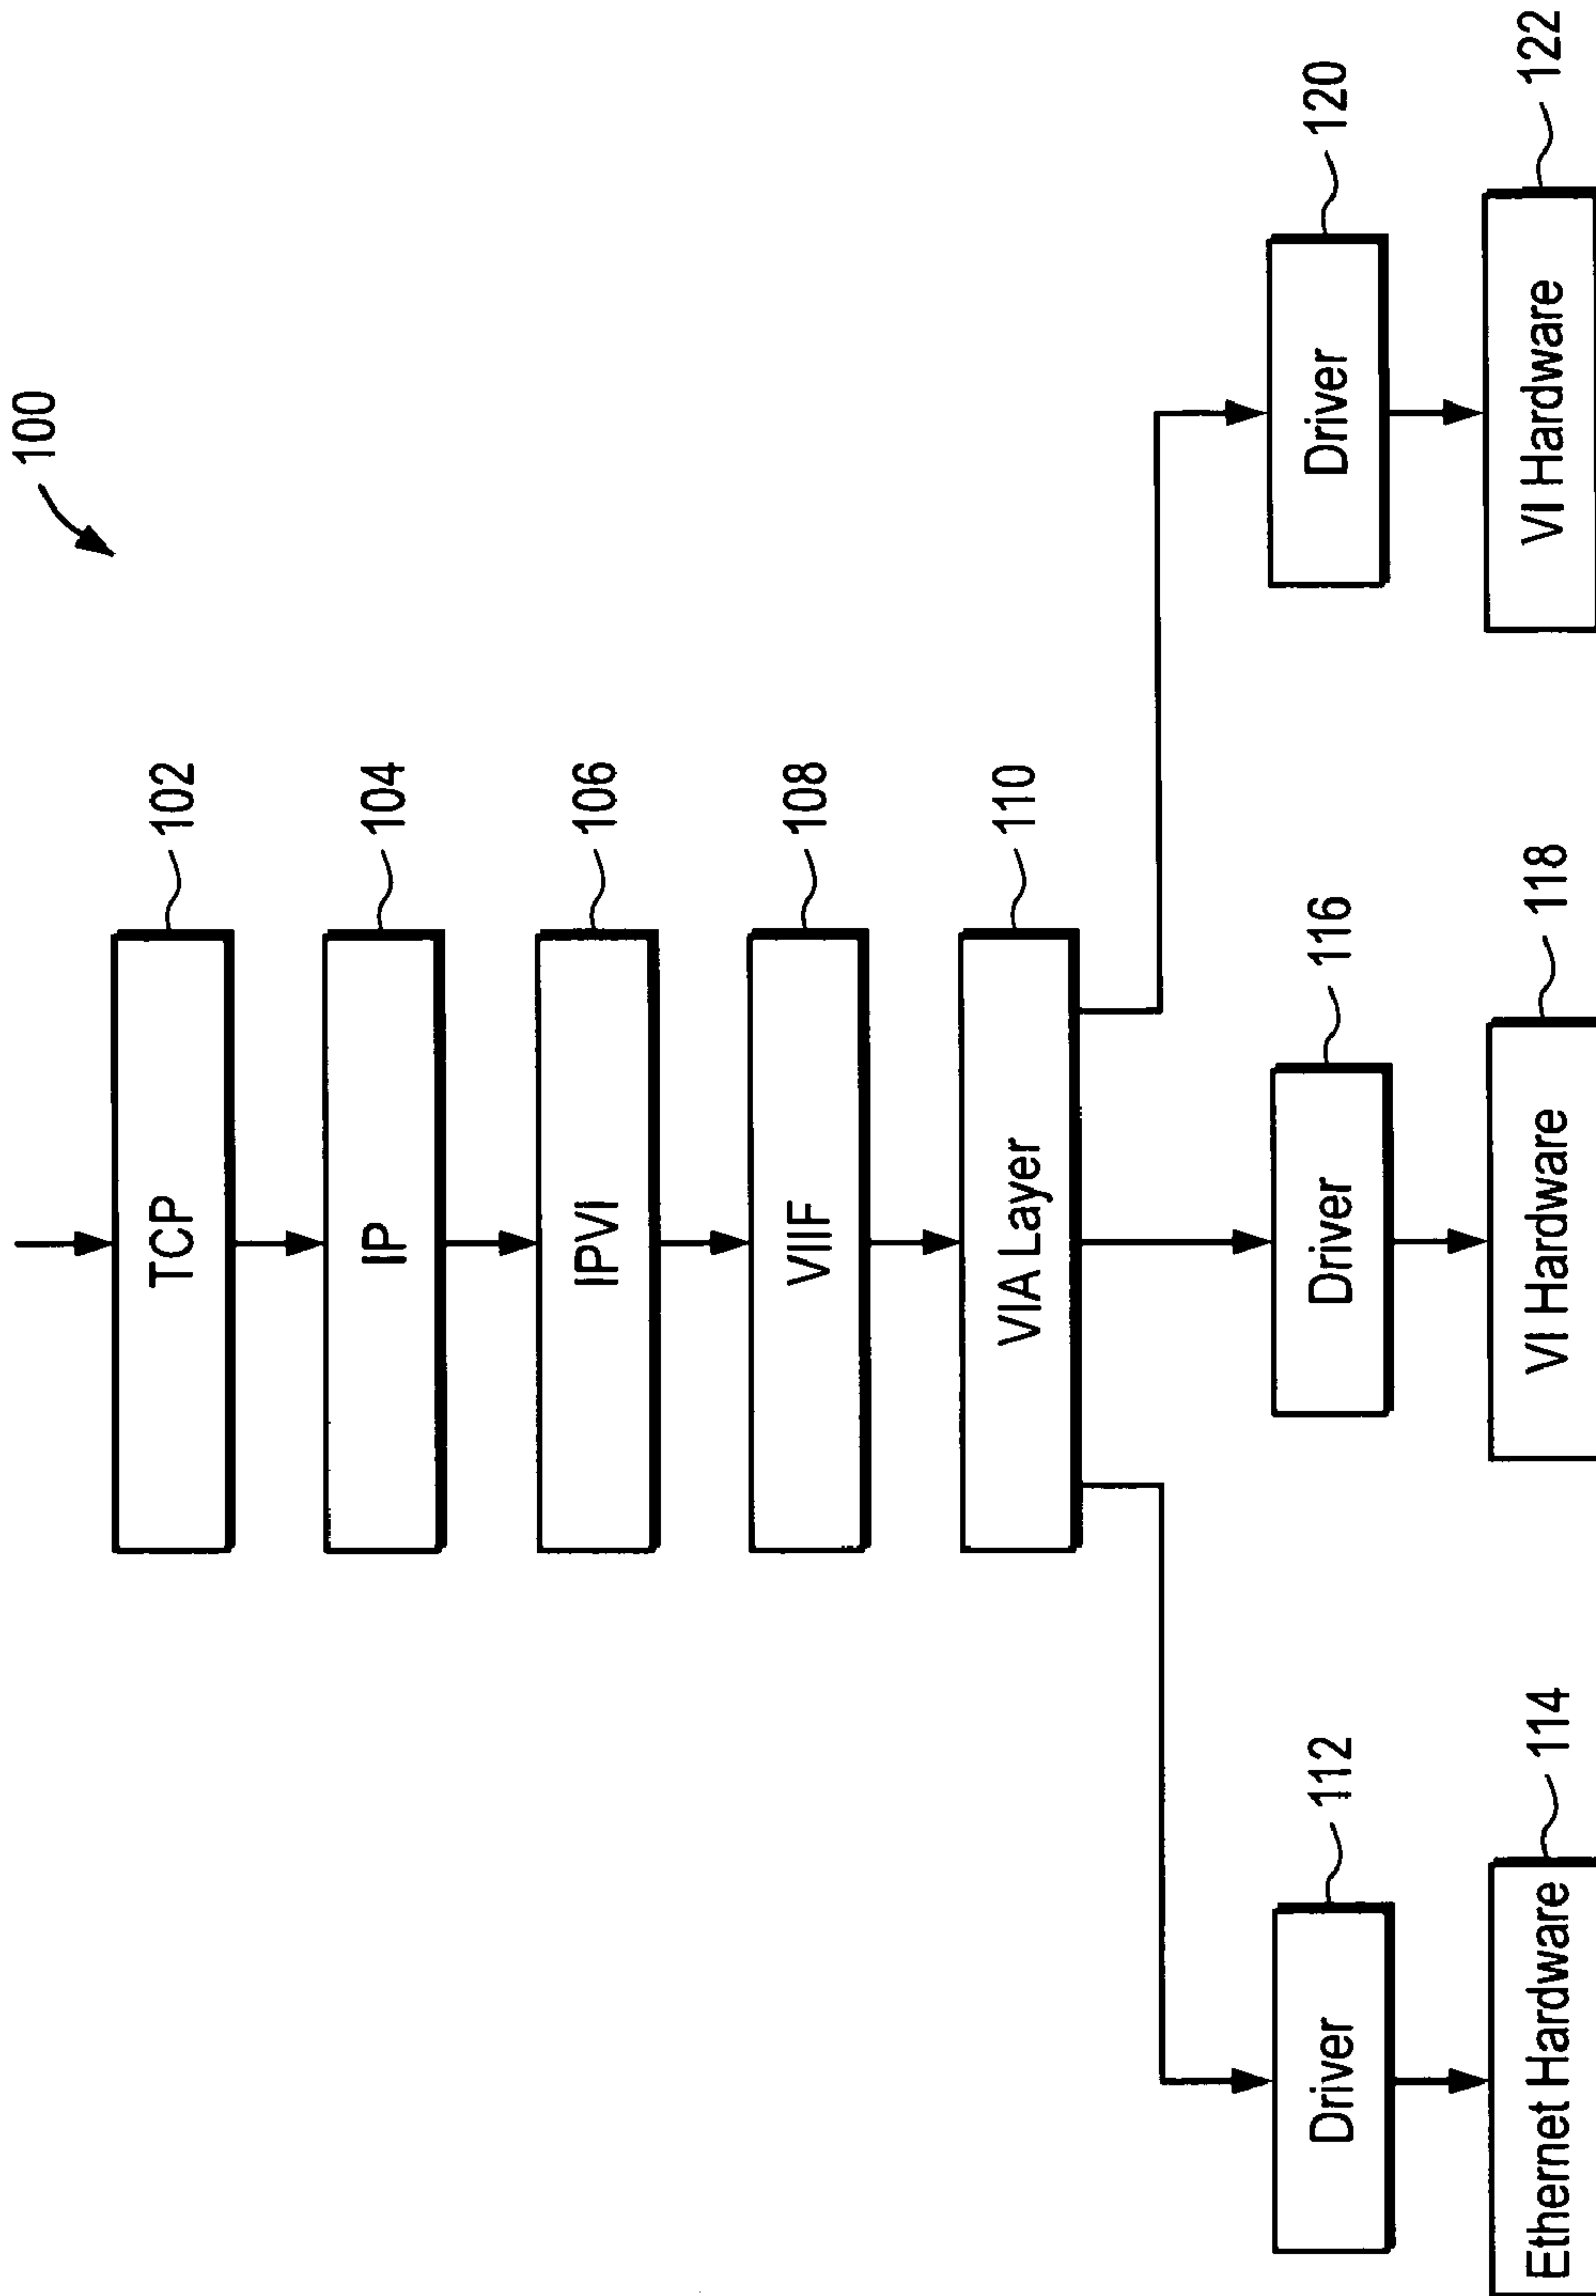 100
TCP
102
IP
104
IPVI
106
VIIF
108
VIA Layer
110
Driver
112
Driver
116
Driver
120
Ethernet Hardware
114
VI Hardware
118
VI Hardware
122